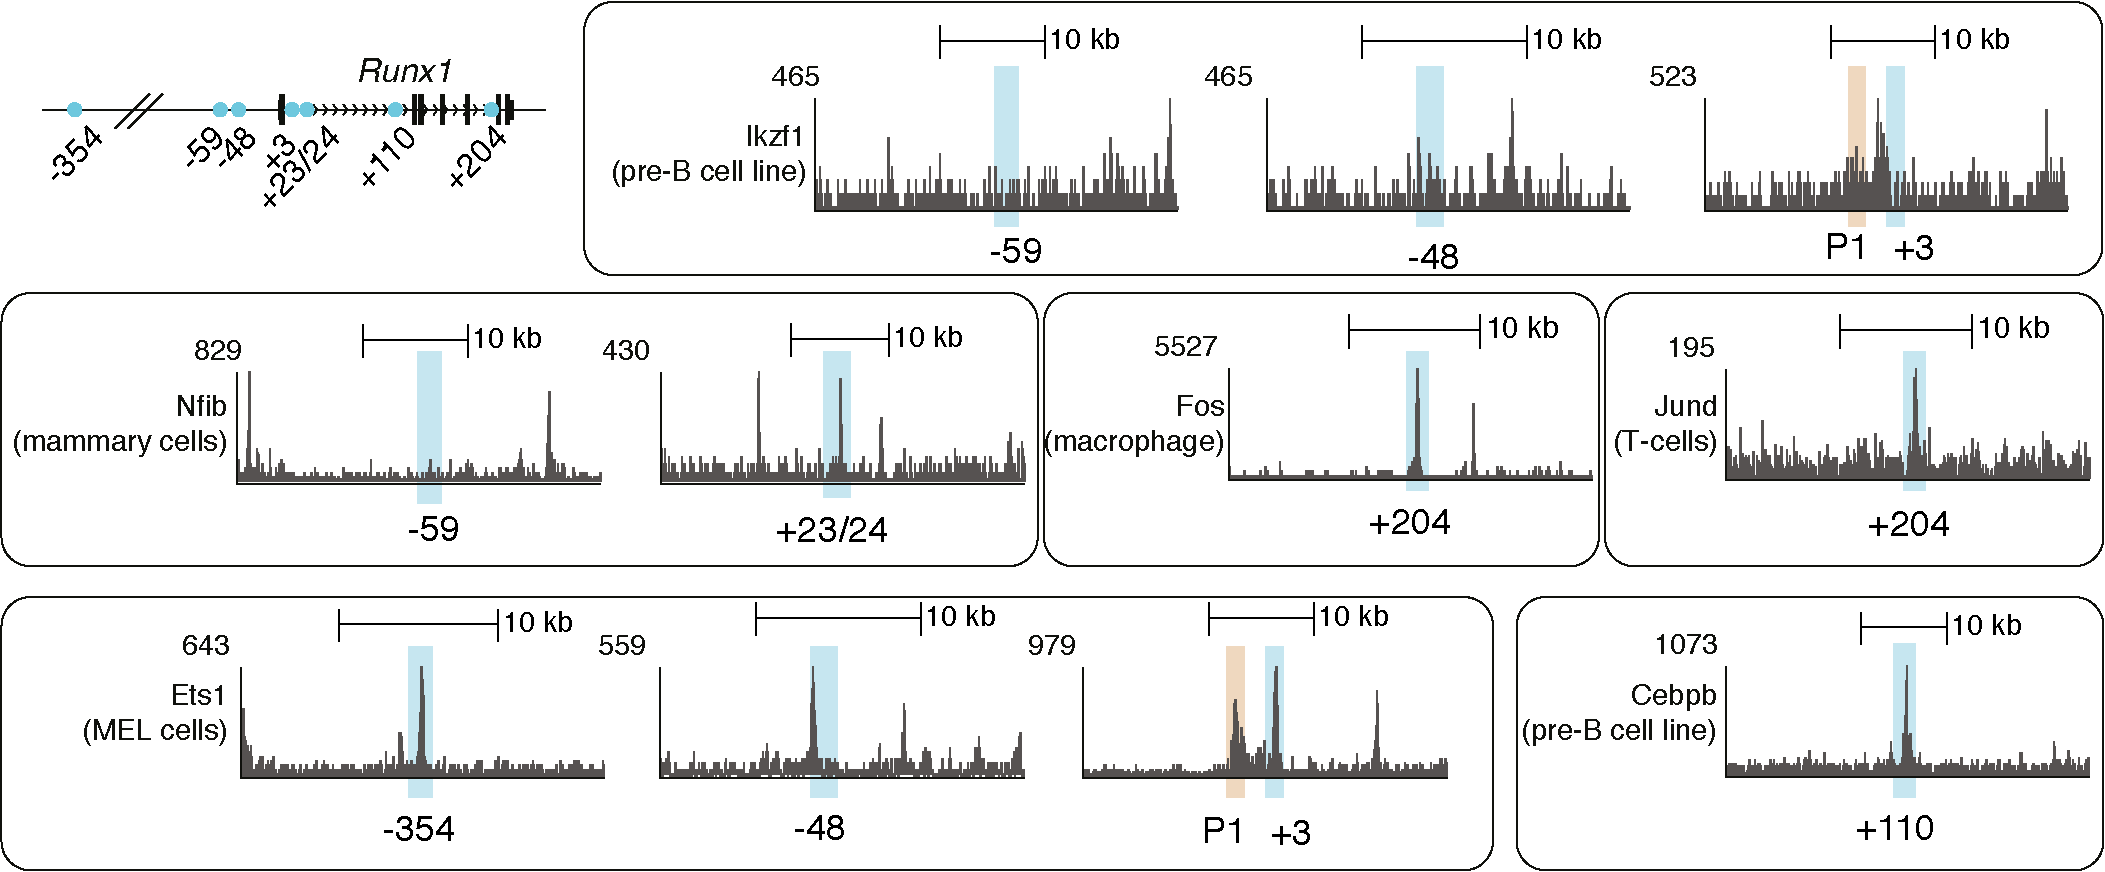 Runx1
-354
-59
-48
+3
+23/24
+110
+204
10 kb
10 kb
10 kb
465
465
523
Ikzf1
(pre-B cell line)
-59
-48
P1
+3
10 kb
10 kb
829
430
Nfib
(mammary cells)
-59
+23/24
10 kb
5527
Fos
(macrophage)
+204
10 kb
195
Jund
(T-cells)
+204
10 kb
10 kb
10 kb
643
559
979
Ets1
(MEL cells)
-354
-48
P1
+3
10 kb
1073
Cebpb
(pre-B cell line)
+110